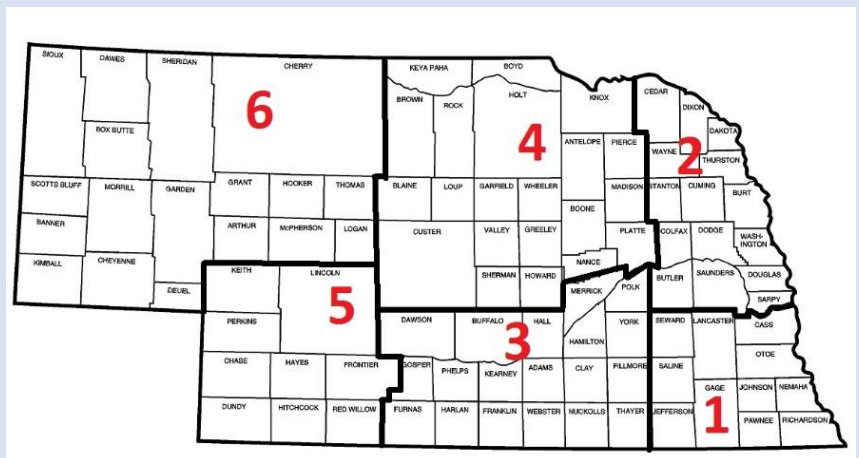 SIOUX
DAWES
SHERIDAN
CHERRY
KEYA PAHA
BOYD
BROWN
ROCK
HOLT
KNOX
CEDAR
DIXON
DAKOTA
6
4
2
BOX BUTTE
ANTELOPE
PIERCE
WAYNE
THURSTON
SCOTTS BLUFF
MORRILL
GARDEN
GRANT
HOOKER
THOMAS
BLAINE
LOUP
GARFIELD
WHEELER
MADISON
STANTON
CUMING
BURT
BOONE
BANNER
ARTHUR
McPHERSON
LOGAN
CUSTER
VALLEY
GREELEY
PLATTE
COLFAX
DODGE
WASH-
INGTON
KIMBALL
CHEYENNE
DEUEL
NANCE
KEITH
LINCOLN
SHERMAN
HOWARD
MERRICK
POLK
BUTLER
SAUNDERS
DOUGLAS
SARPY
5
3
1
PERKINS
DAWSON
BUFFALO
HALL
HAMILTON
YORK
SEWARD
LANCASTER
CASS
OTOE
CHASE
HAYES
FRONTIER
GOSPER
PHELPS
KEARNEY
ADAMS
CLAY
FILLMORE
SALINE
GAGE
JOHNSON
NEMAHA
DUNDY
HITCHCOCK
RED WILLOW
FURNAS
HARLAN
FRANKLIN
WEBSTER
NUCKOLLS
THAYER
JEFFERSON
PAWNEE
RICHARDSON